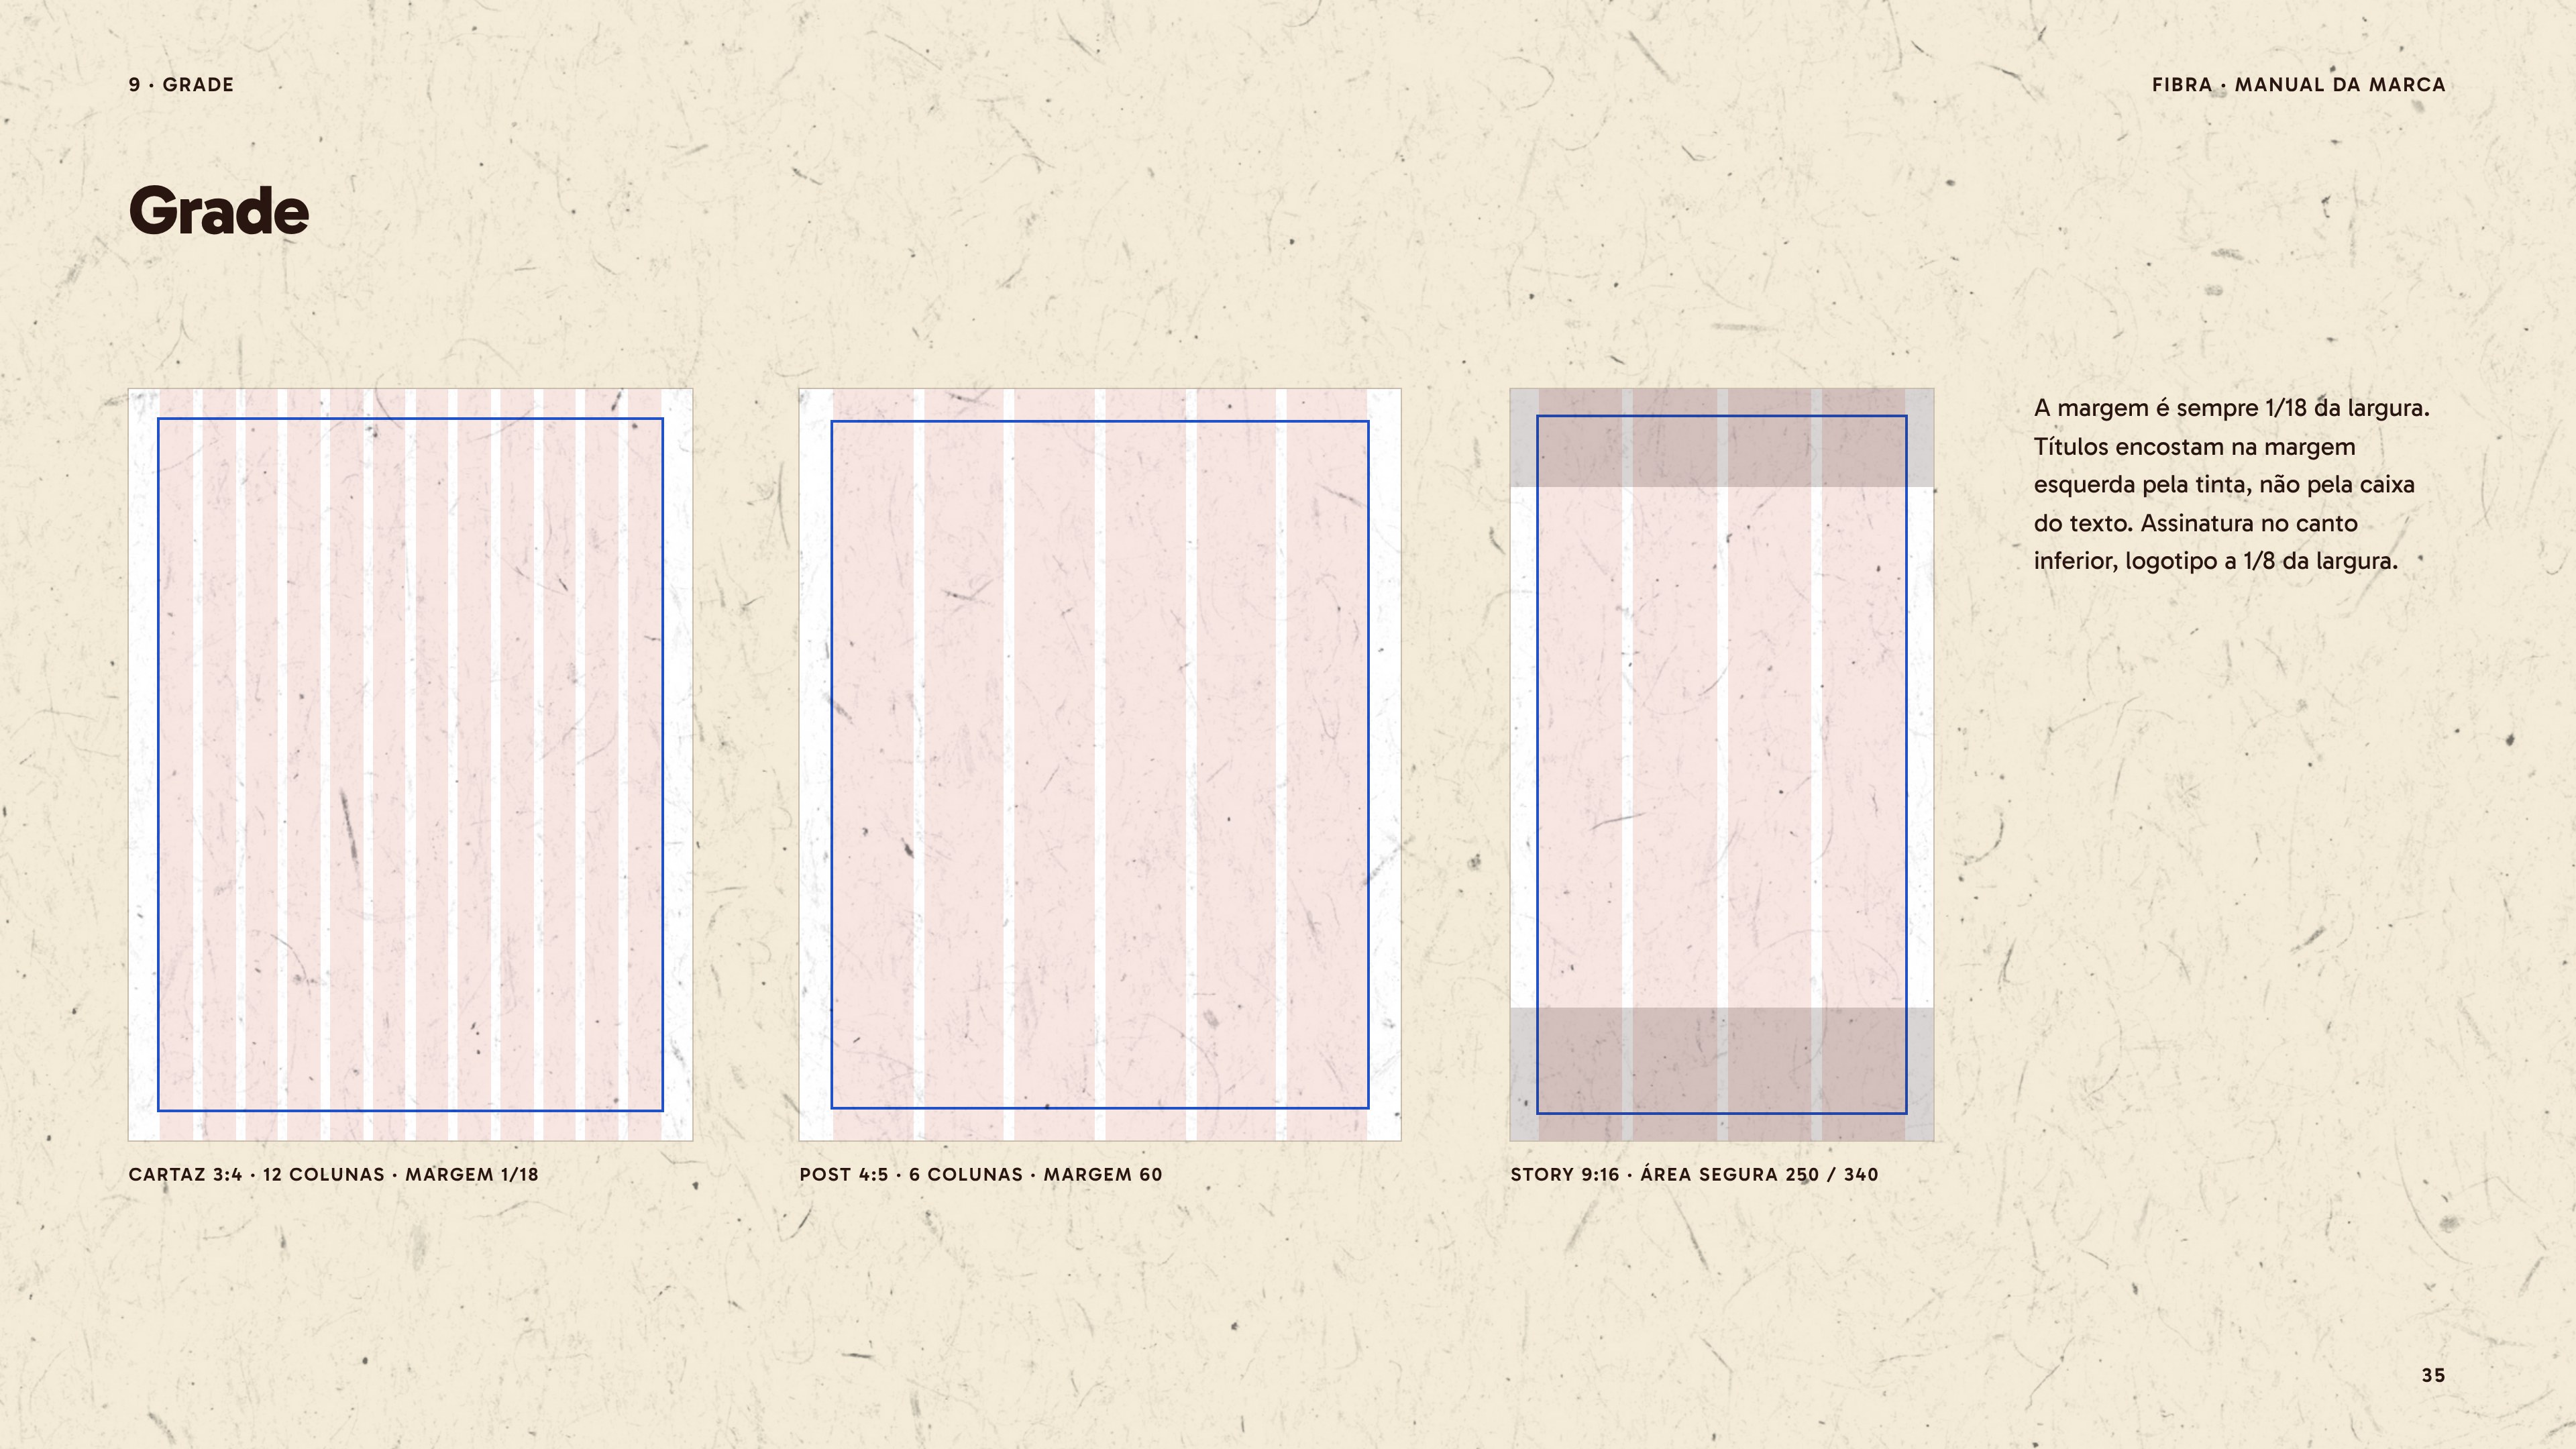 9 · GRADE
FIBRA · MANUAL DA MARCA
Grade
A margem é sempre 1/18 da largura.
Títulos encostam na margem
esquerda pela tinta, não pela caixa
do texto. Assinatura no canto
inferior, logotipo a 1/8 da largura.
CARTAZ 3:4 · 12 COLUNAS · MARGEM 1/18
POST 4:5 · 6 COLUNAS · MARGEM 60
STORY 9:16 · ÁREA SEGURA 250 / 340
35